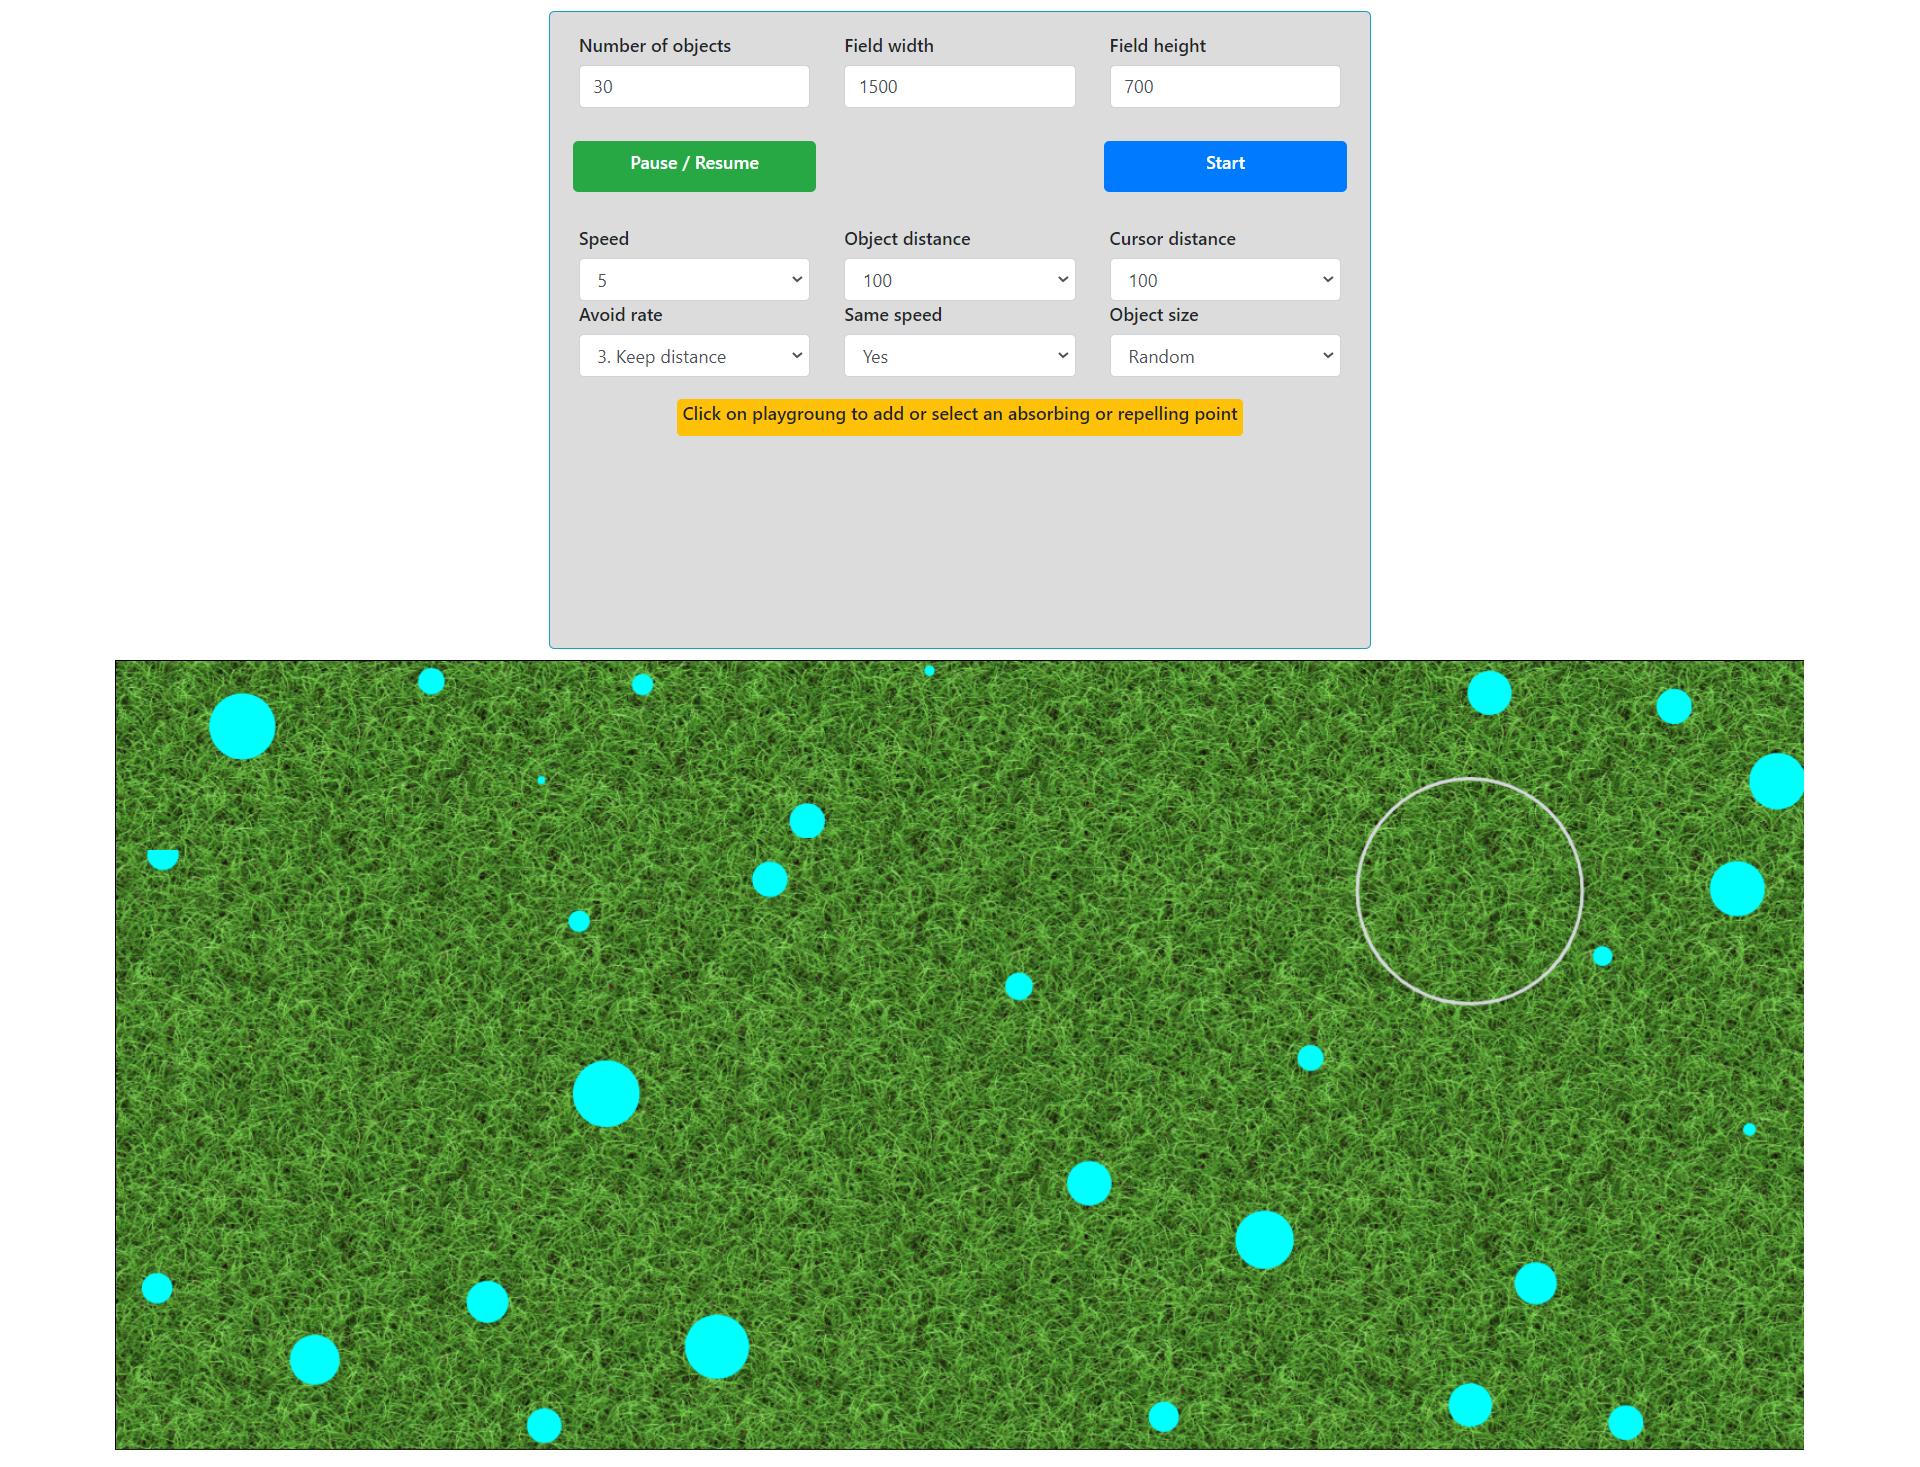 Number of objects Field width Field height
30 1500 700
Pause / Resume Start
Speed Object distance Cursor distance
5 100 100
Avoid rate Same speed Object size
3. Keep distance Yes Random
Click on playgroung to add or select an absorbing or repelling point